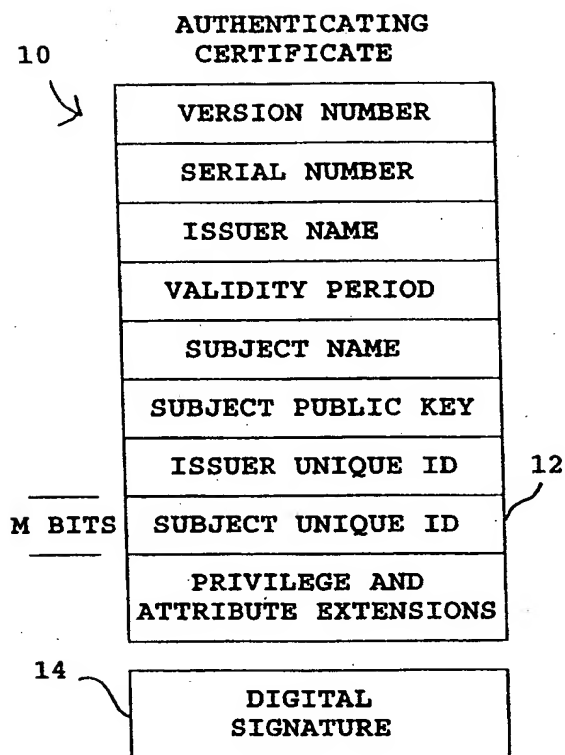 AUTHENTICATING
CERTIFICATE
10
VERSION NUMBER
SERIAL NUMBER
ISSUER NAME
VALIDITY PERIOD
SUBJECT NAME
SUBJECT PUBLIC KEY
ISSUER UNIQUE ID
12
M BITS
SUBJECT UNIQUE ID
PRIVILEGE AND
ATTRIBUTE EXTENSIONS
14
DIGITAL
SIGNATURE